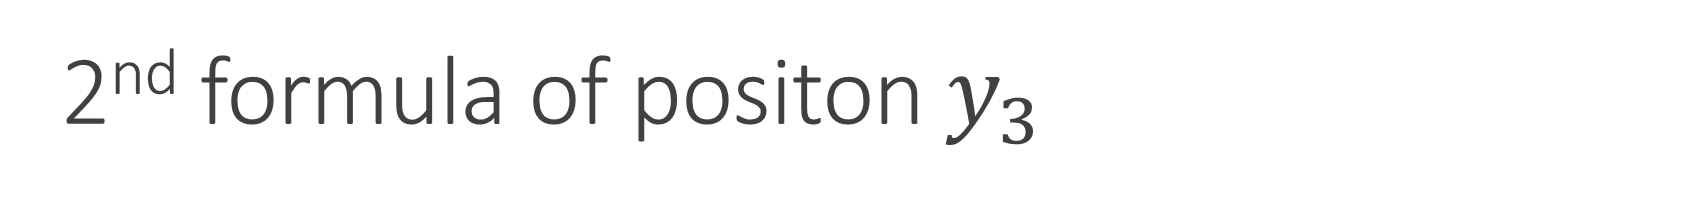 2nd formula of positon y₃